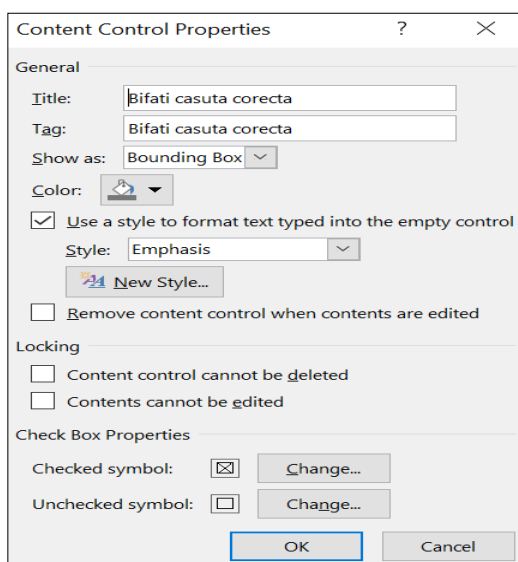 Content Control Properties ?
General
Title: Bifati casuta corecta
Tag: Bifati casuta corecta
Show as: Bounding Box
Color:
Use a style to format text typed into the empty control
Style: Emphasis
New Style...
Remove content control when contents are edited
Locking
Content control cannot be deleted
Contents cannot be edited
Check Box Properties
Checked symbol: Change...
Unchecked symbol: Change...
OK Cancel